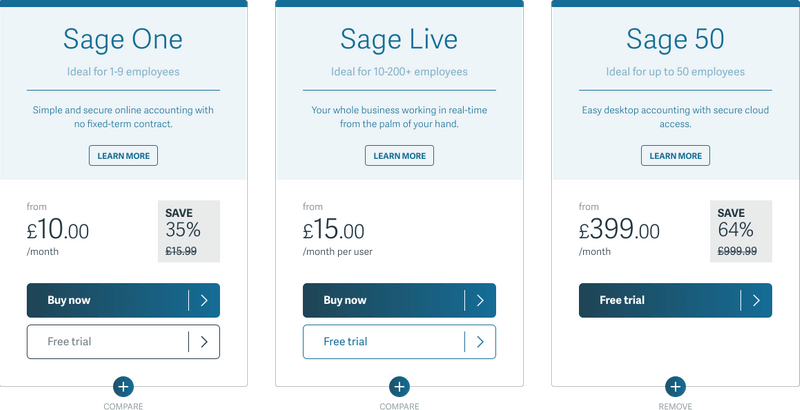 Sage One
Ideal for 1-9 employees
Simple and secure online accounting with
no fixed-term contract.
LEARN MORE
from
£10.00
/month
SAVE
35%
£15.99
Buy now
Free trial
COMPARE
Sage Live
Ideal for 10-200+ employees
Your whole business working in real-time
from the palm of your hand.
LEARN MORE
from
£15.00
/month per user
Buy now
Free trial
COMPARE
Sage 50
Ideal for up to 50 employees
Easy desktop accounting with secure cloud
access.
LEARN MORE
from
£399.00
/month
SAVE
64%
£999.99
Free trial
REMOVE